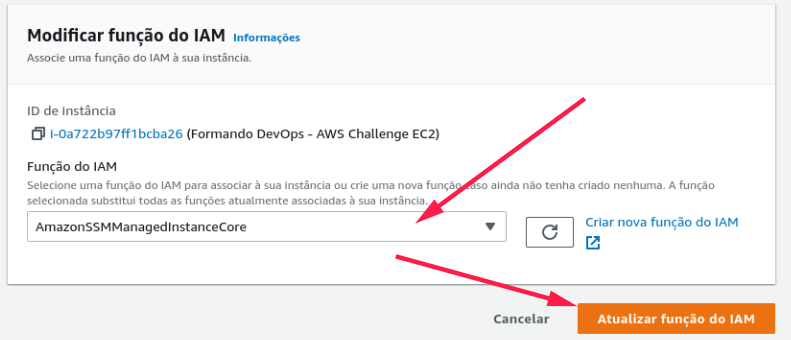 Modificar função do IAM Informações
Associe uma função do IAM à sua instância.
ID de instância
i-0a722b97ff1bcba26 (Formando DevOps - AWS Challenge EC2)
Função do IAM
Selecione uma função do IAM para associar à sua instância ou crie uma nova função caso ainda não tenha criado nenhuma. A função
selecionada substitui todas as funções atualmente associadas à sua instância.
AmazonSSMManagedInstanceCore
Criar nova função do IAM
Cancelar
Atualizar função do IAM